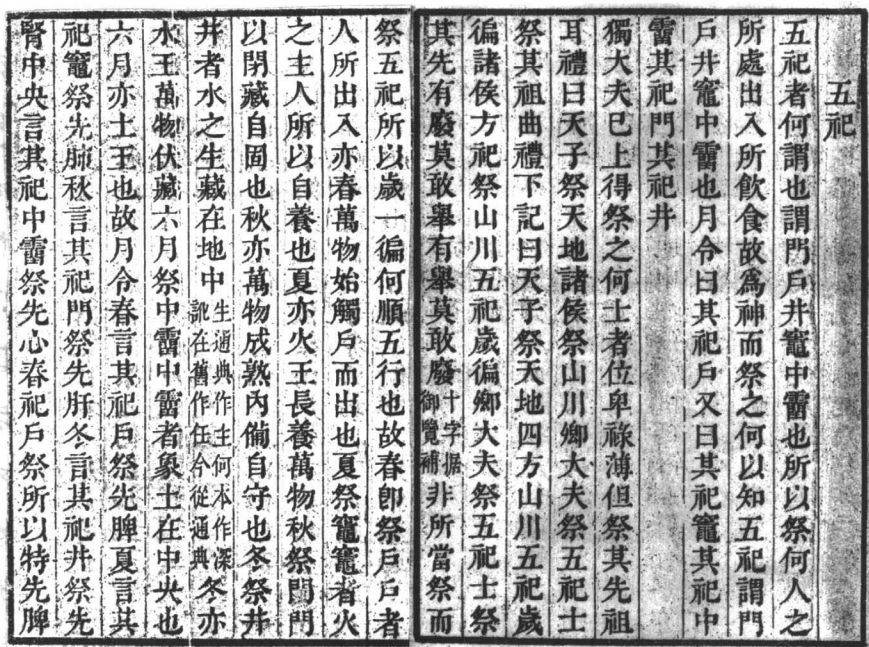 五祀
五祀者何謂也謂門戶井竈中霤也所以祭何人之
所處出入所飲食故爲神而祭之何以知五祀謂門
戶井竈中霤也月令曰其祀戶又曰其祀竈其祀中
霤其祀門其祀井
獨大夫已上得祭之何士者位卑祿薄但祭其先祖
耳禮曰天子祭天地諸侯祭山川卿大夫祭五祀士
祭其祖曲禮下記曰天子祭天地四方山川五祀歲
徧諸侯方祀祭山川五祀歲徧卿大夫祭五祀士祭
其先有廢莫敢舉有舉莫敢廢十字据御覽補非所當祭而
祭五祀所以歲一徧何順五行也故春卽祭戶戶者
人所出入亦春萬物始觸戶而出也夏祭竈竈者火
之主人所以自養也夏亦火王長養萬物秋祭門門
以閉藏自固也秋亦萬物成熟內備自守也冬祭井
井者水之生藏在地中生通典作主何本作深訛在舊作任今從通典冬亦
水王萬物伏藏六月祭中霤中霤者象土在中央也
六月亦土王也故月令春言其祀戶祭先脾夏言其
祀竈祭先肺秋言其祀門祭先肝冬言其祀井祭先
腎中央言其祀中霤祭先心春祀戶祭所以特先脾